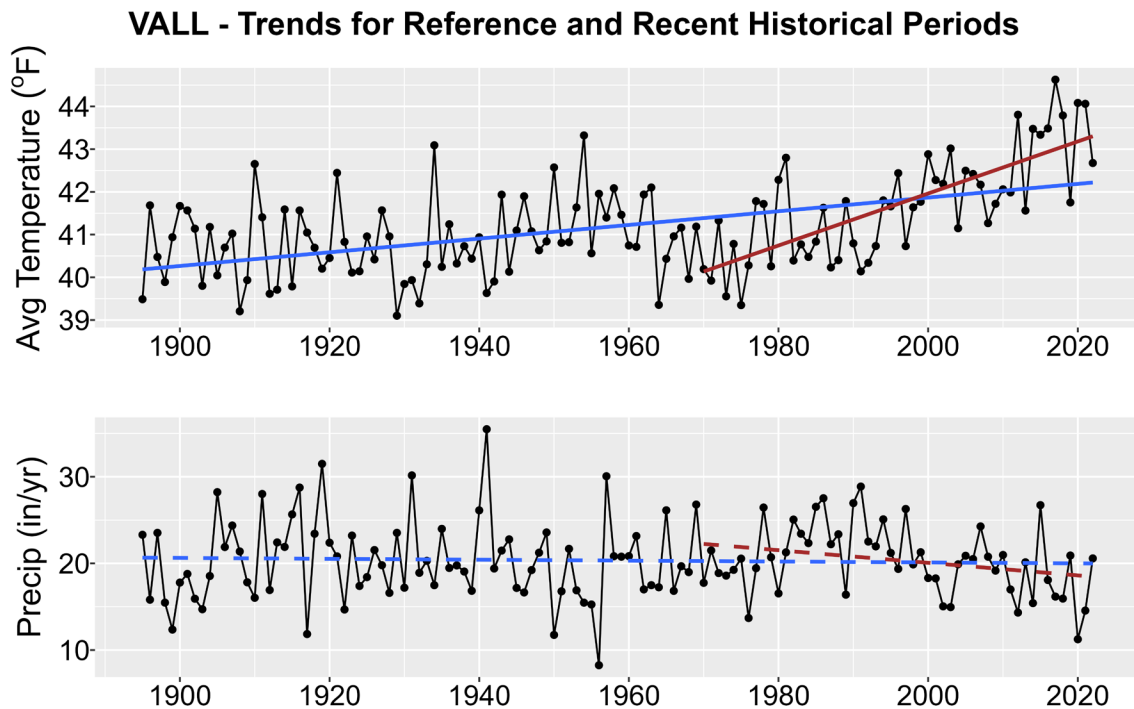 VALL - Trends for Reference and Recent Historical Periods
Avg Temperature (°F)
44
43
42
41
40
39
1900 1920 1940 1960 1980 2000 2020
Precip (in/yr)
30
20
10
1900 1920 1940 1960 1980 2000 2020